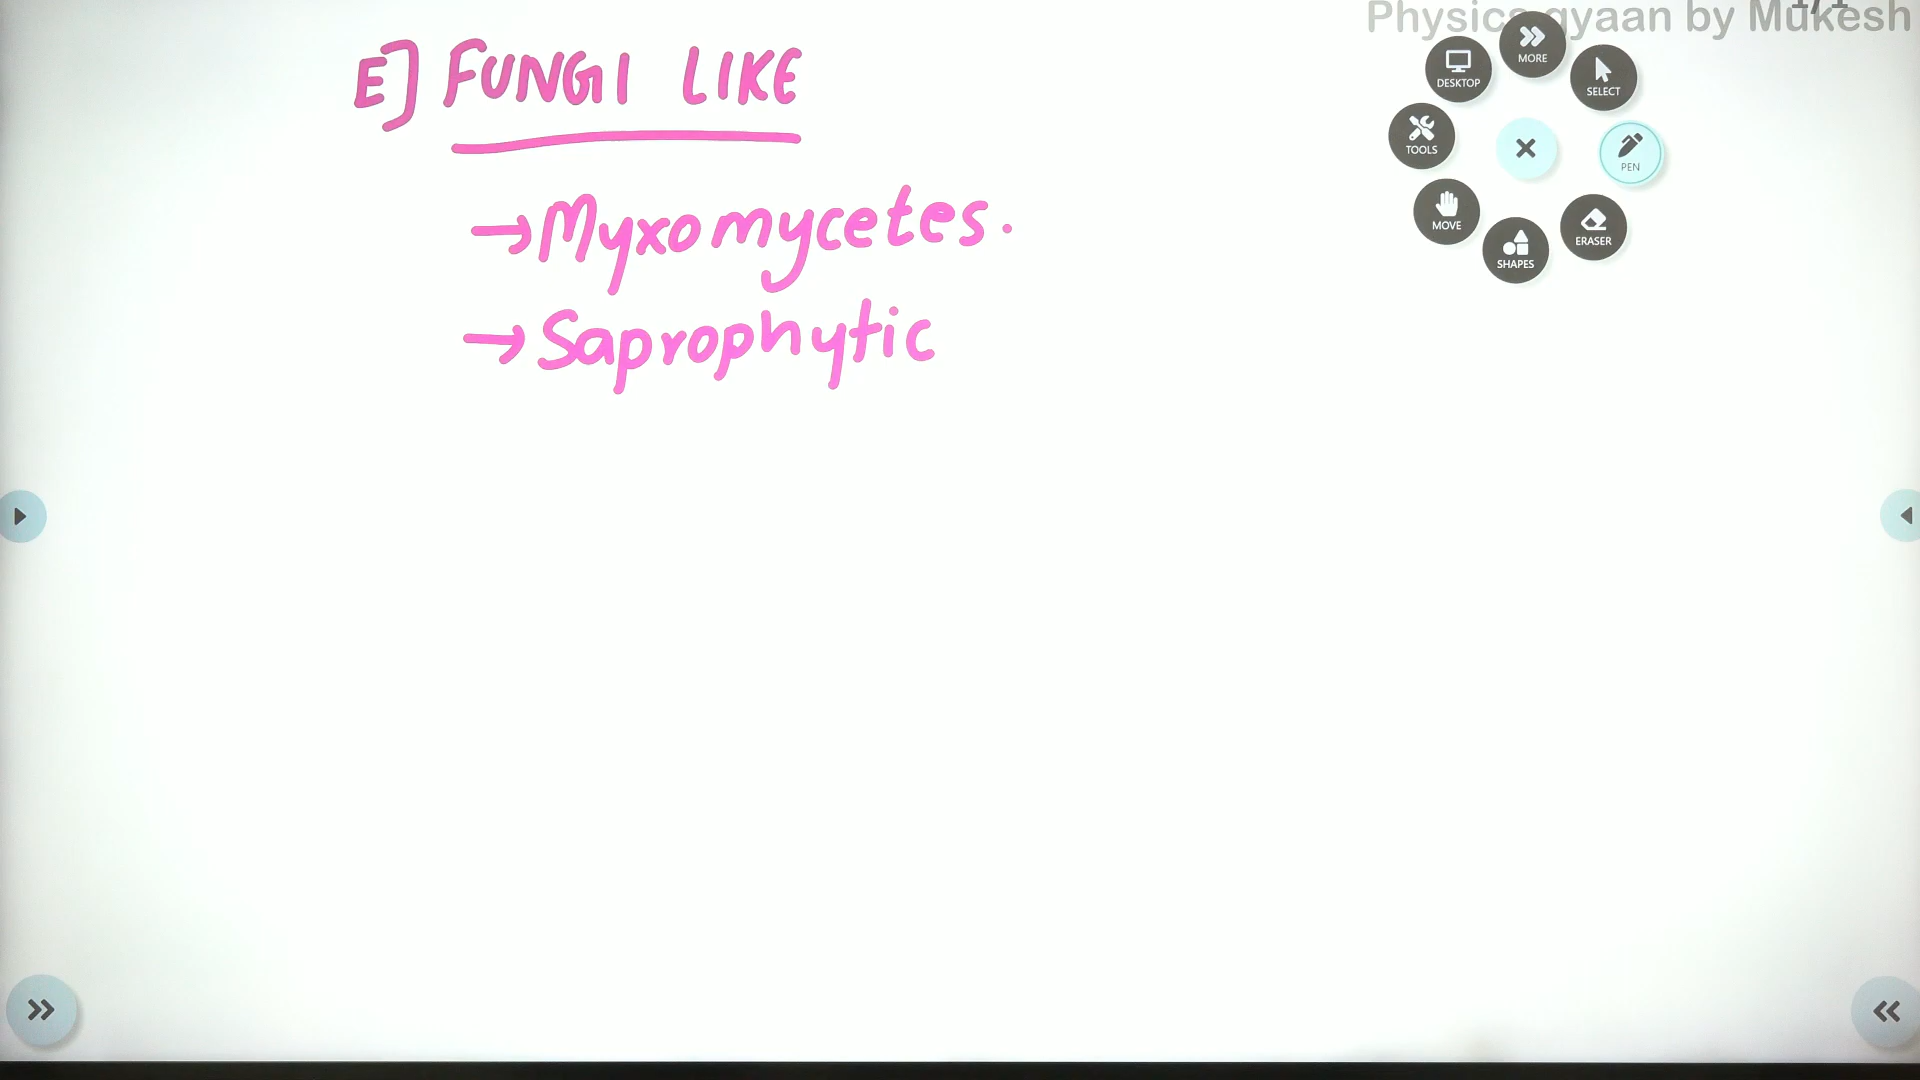 Physics gyaan by Mukesh
E] FUNGI LIKE
→Myxomycetes.
→Saprophytic
MORE
DESKTOP
SELECT
TOOLS
PEN
MOVE
ERASER
SHAPES